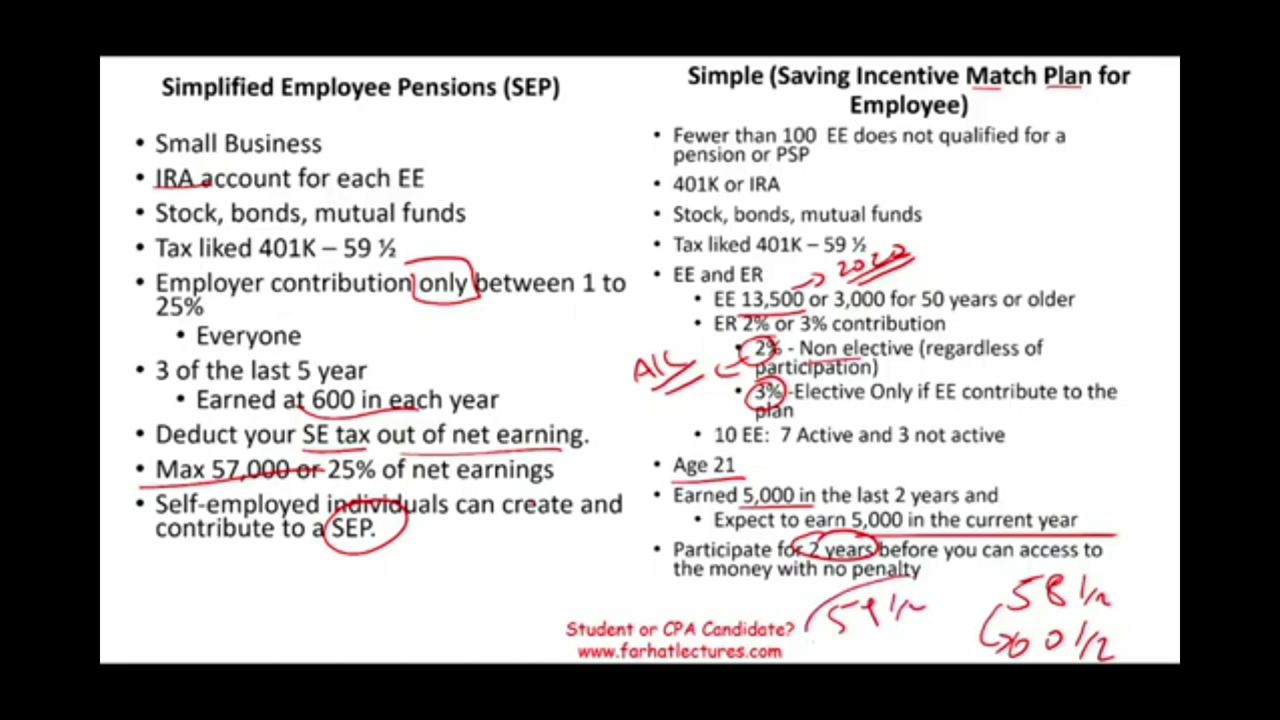 Simplified Employee Pensions (SEP)
• Small Business
• IRA account for each EE
• Stock, bonds, mutual funds
• Tax liked 401K – 59 ½
• Employer contribution only between 1 to
25%
• Everyone
• 3 of the last 5 year
• Earned at 600 in each year
• Deduct your SE tax out of net earning.
• Max 57,000 or 25% of net earnings
• Self-employed individuals can create and
contribute to a SEP.
Simple (Saving Incentive Match Plan for
Employee)
• Fewer than 100 EE does not qualified for a
pension or PSP
• 401K or IRA
• Stock, bonds, mutual funds
• Tax liked 401K – 59 ½
2020
• EE and ER
• EE 13,500 or 3,000 for 50 years or older
• ER 2% or 3% contribution
• 2% - Non elective (regardless of
participation)
• 3% -Elective Only if EE contribute to the
plan
• 10 EE: 7 Active and 3 not active
• Age 21
• Earned 5,000 in the last 2 years and
• Expect to earn 5,000 in the current year
• Participate for 2 years before you can access to
the money with no penalty
59 1/2
58 1/2
60 1/2
Student or CPA Candidate?
www.farhatlectures.com